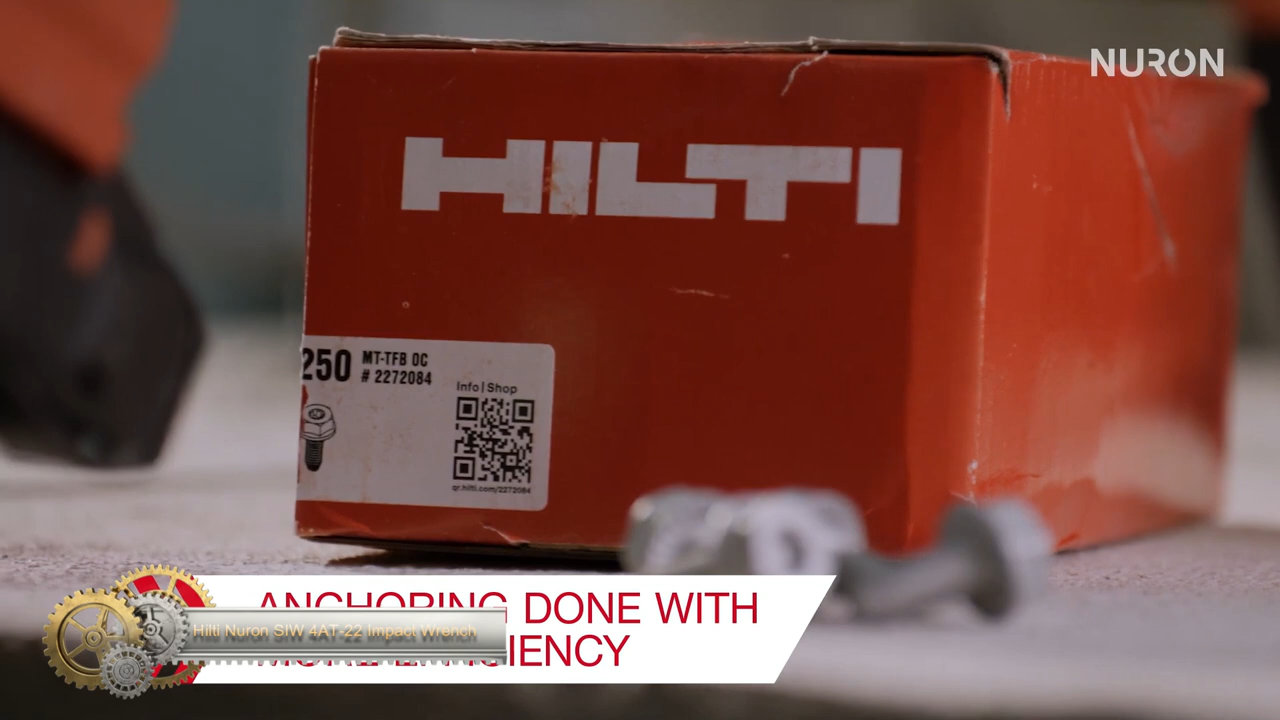 NURON
HILTI
250
MT-TFB OC
# 2272084
Info|Shop
qr.hilti.com/2272084
ANCHORING DONE WITH
Hilti Nuron SIW 4AT-22 Impact Wrench